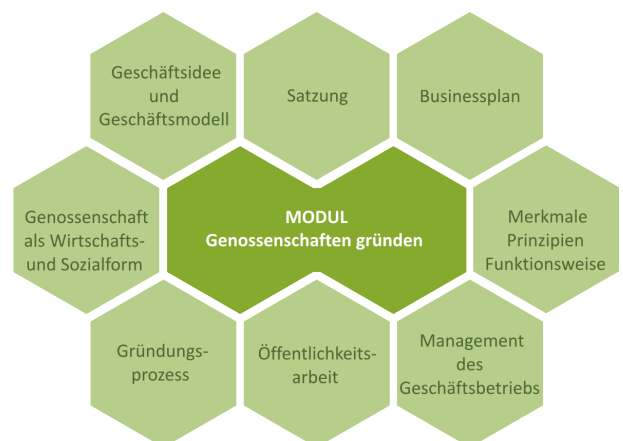 Geschäftsidee
und
Geschäftsmodell
Satzung
Businessplan
Genossenschaft
als Wirtschafts-
und Sozialform
MODUL
Genossenschaften gründen
Merkmale
Prinzipien
Funktionsweise
Gründungs-
prozess
Öffentlichkeits-
arbeit
Management
des
Geschäftsbetriebs